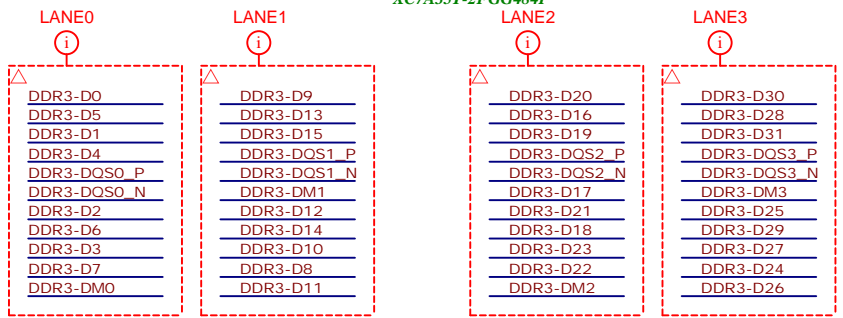 LANE0
i
DDR3-D0
DDR3-D5
DDR3-D1
DDR3-D4
DDR3-DQS0_P
DDR3-DQS0_N
DDR3-D2
DDR3-D6
DDR3-D3
DDR3-D7
DDR3-DM0
LANE1
i
DDR3-D9
DDR3-D13
DDR3-D15
DDR3-DQS1_P
DDR3-DQS1_N
DDR3-DM1
DDR3-D12
DDR3-D14
DDR3-D10
DDR3-D8
DDR3-D11
LANE2
i
DDR3-D20
DDR3-D16
DDR3-D19
DDR3-DQS2_P
DDR3-DQS2_N
DDR3-D17
DDR3-D21
DDR3-D18
DDR3-D23
DDR3-D22
DDR3-DM2
LANE3
i
DDR3-D30
DDR3-D28
DDR3-D31
DDR3-DQS3_P
DDR3-DQS3_N
DDR3-DM3
DDR3-D25
DDR3-D29
DDR3-D27
DDR3-D24
DDR3-D26